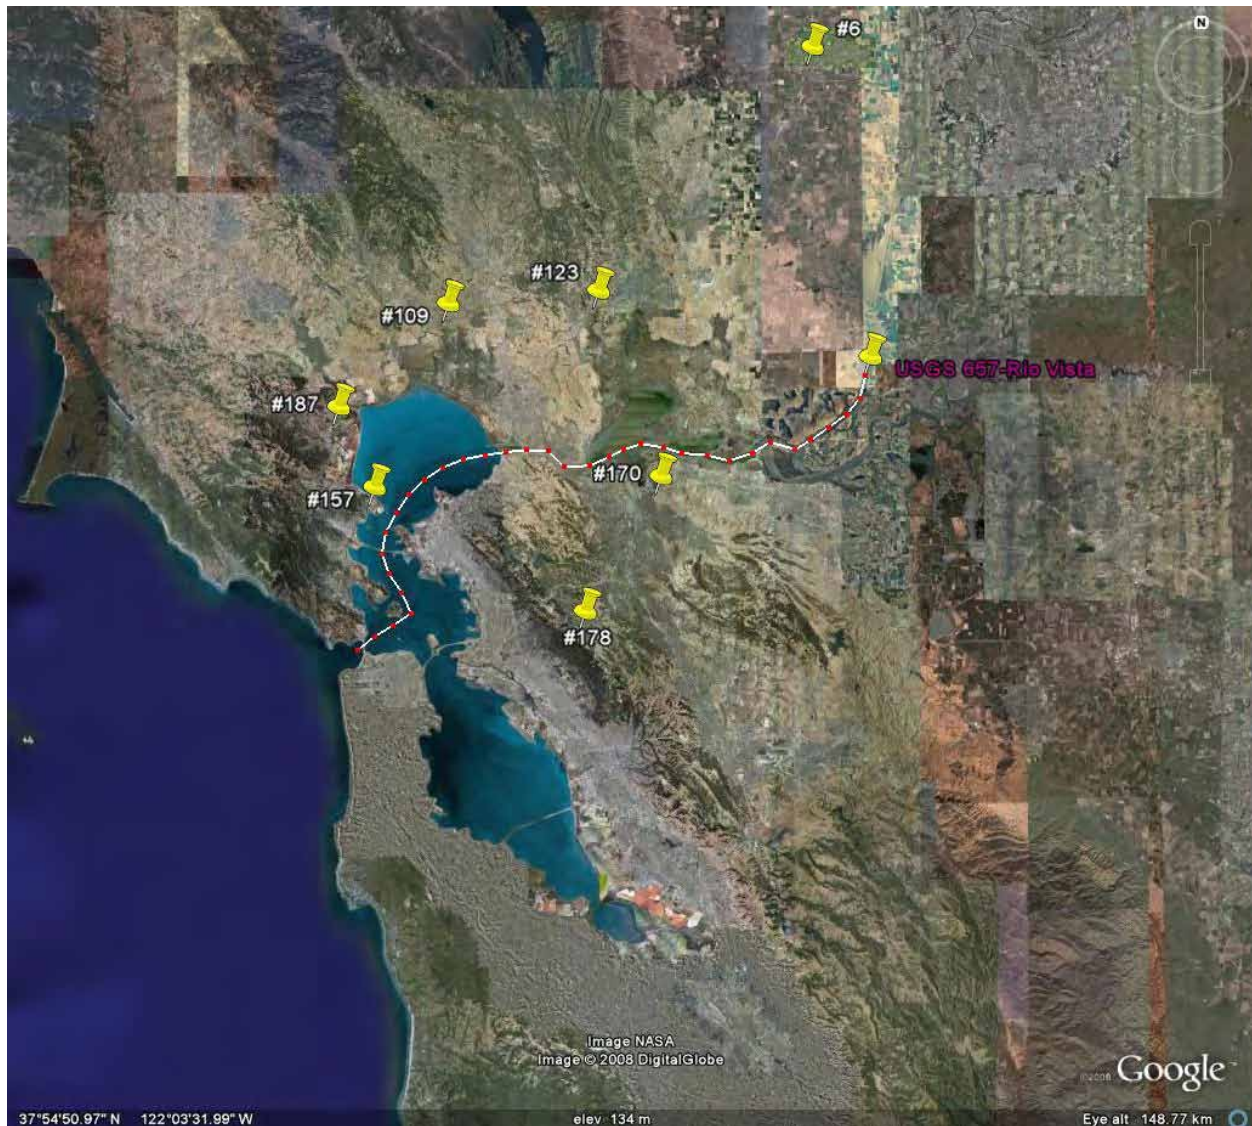 N
#6
#123
#109
USGS 657-Rio Vista
#187
#170
#157
#178
Image NASA
Image © 2008 DigitalGlobe
©2008 Google
37°54'50.97" N 122°03'31.99" W elev 134 m Eye alt 148.77 km